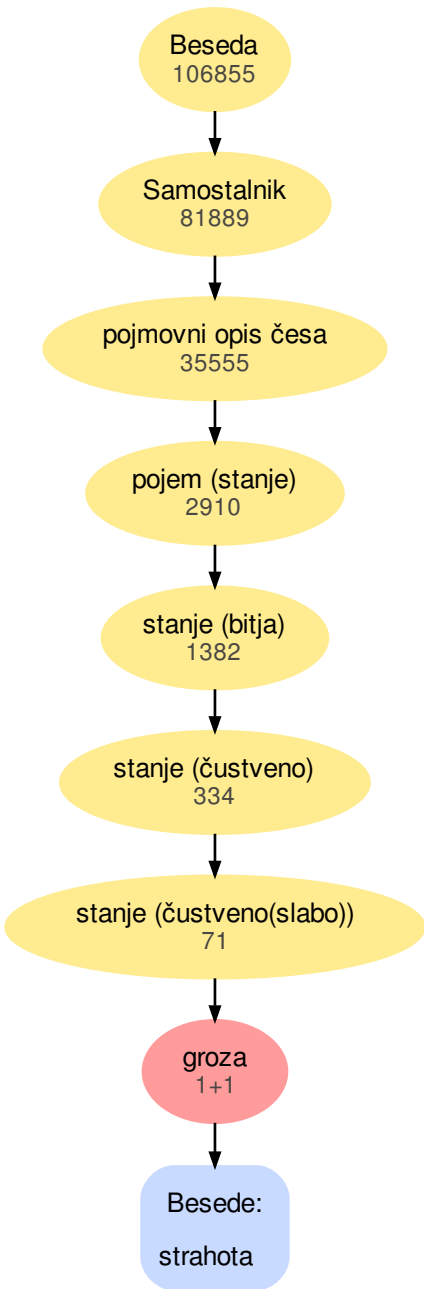 Beseda
106855
Samostalnik
81889
pojmovni opis česa
35555
pojem (stanje)
2910
stanje (bitja)
1382
stanje (čustveno)
334
stanje (čustveno(slabo))
71
groza
1+1
Besede:
strahota